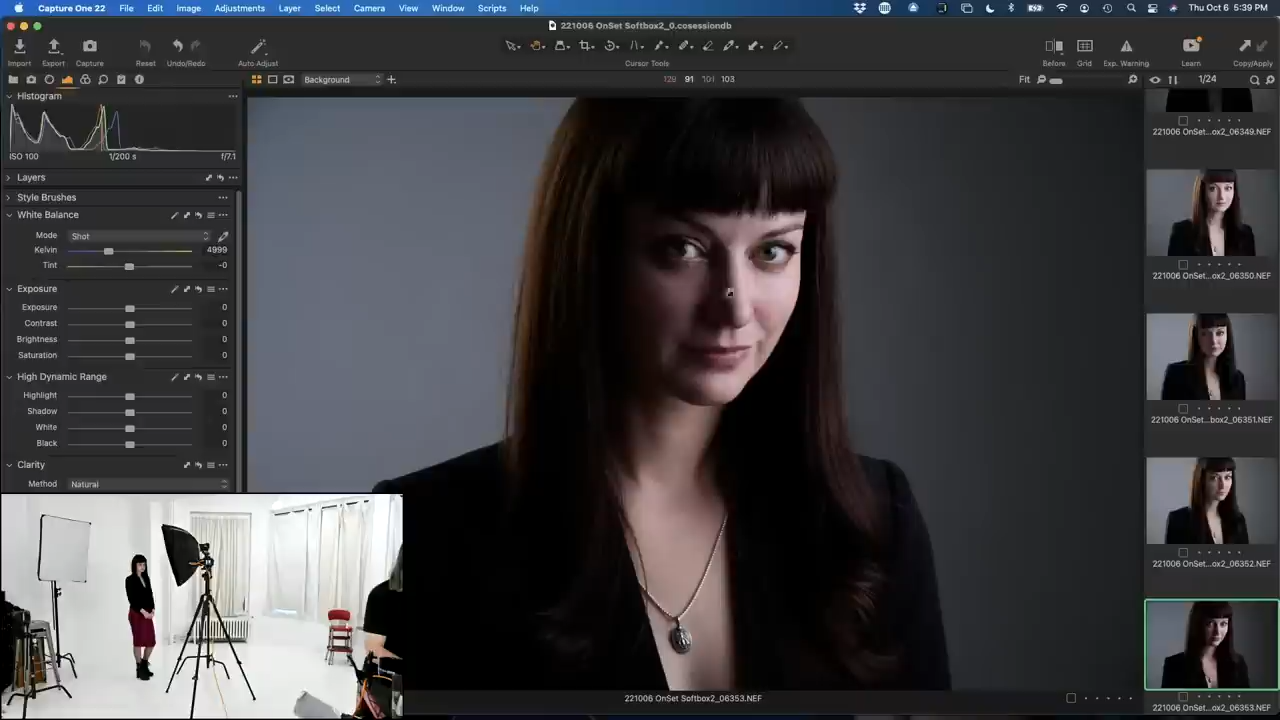 Capture One 22 File Edit Image Adjustments Layer Select Camera View Window Scripts Help Thu Oct 6 5:39 PM
221006 OnSet Softbox2_0.cosessiondb
Import Export Capture Reset Undo/Redo Auto Adjust Cursor Tools Before Grid Exp. Warning Learn Copy/Apply
Background 129 91 101 103 Fit 1/24
Histogram
ISO 100 1/200 s f/7.1
Layers
Style Brushes
White Balance
Mode Shot
Kelvin 4999
Tint -0
Exposure
Exposure 0
Contrast 0
Brightness 0
Saturation 0
High Dynamic Range
Highlight 0
Shadow 0
White 0
Black 0
Clarity
Method Natural
221006 OnSet...ox2_06349.NEF
221006 OnSet...ox2_06350.NEF
221006 OnSet...box2_06351.NEF
221006 OnSet...ox2_06352.NEF
221006 OnSet...ox2_06353.NEF
221006 OnSet Softbox2_06353.NEF